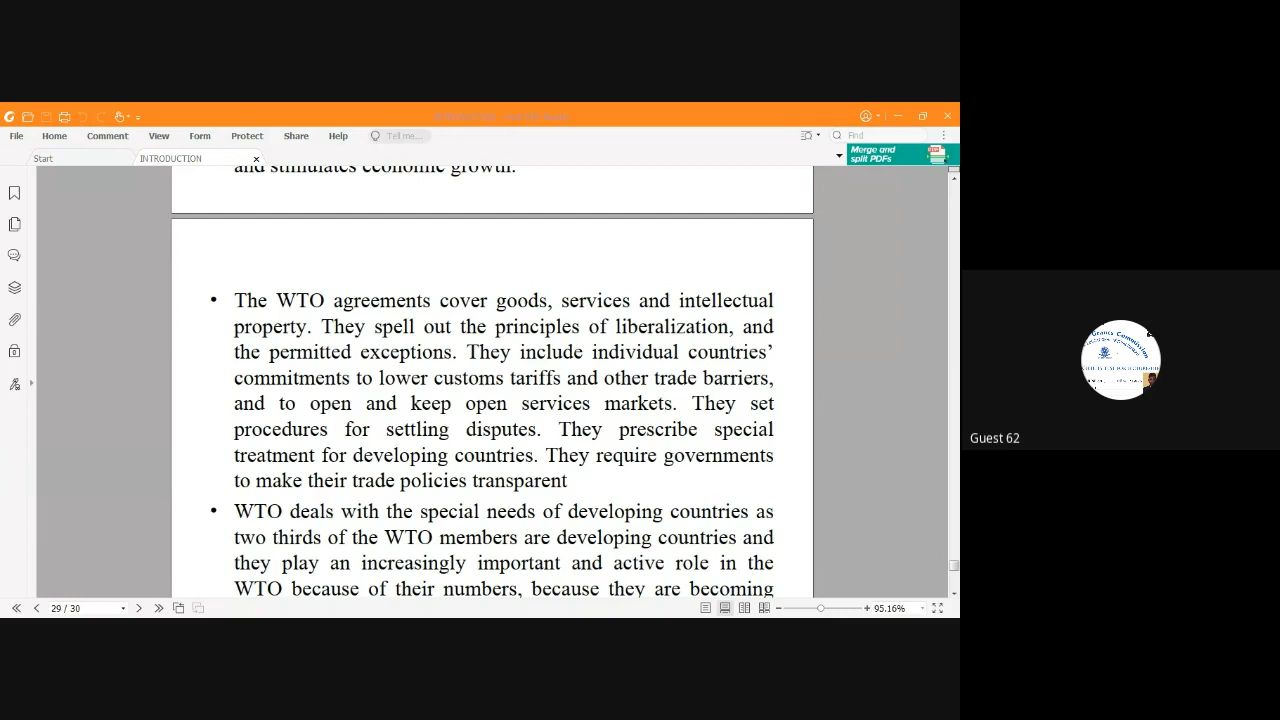 File Home Comment View Form Protect Share Help Tell me... Find
Start INTRODUCTION Merge and
split PDFs
and stimulates economic growth.
• The WTO agreements cover goods, services and intellectual
property. They spell out the principles of liberalization, and
the permitted exceptions. They include individual countries’
commitments to lower customs tariffs and other trade barriers,
and to open and keep open services markets. They set
procedures for settling disputes. They prescribe special
treatment for developing countries. They require governments
to make their trade policies transparent
• WTO deals with the special needs of developing countries as
two thirds of the WTO members are developing countries and
they play an increasingly important and active role in the
WTO because of their numbers, because they are becoming
29 / 30 95.16%
Grants Commission
Guest 62